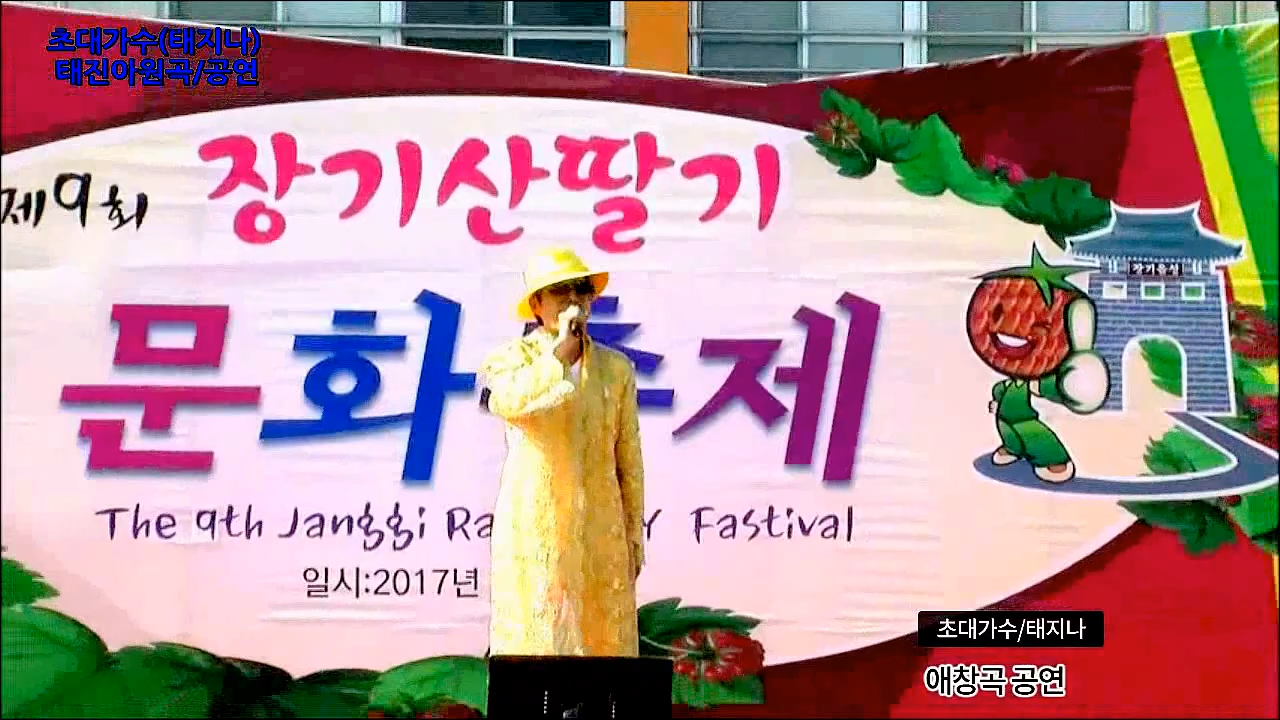 초대가수(태지나)
태진아원곡/공연
제9회 장기산딸기
문화축제
The 9th Janggi Ra Y Fastival
일시:2017년
장기읍성
초대가수/태지나
애창곡 공연